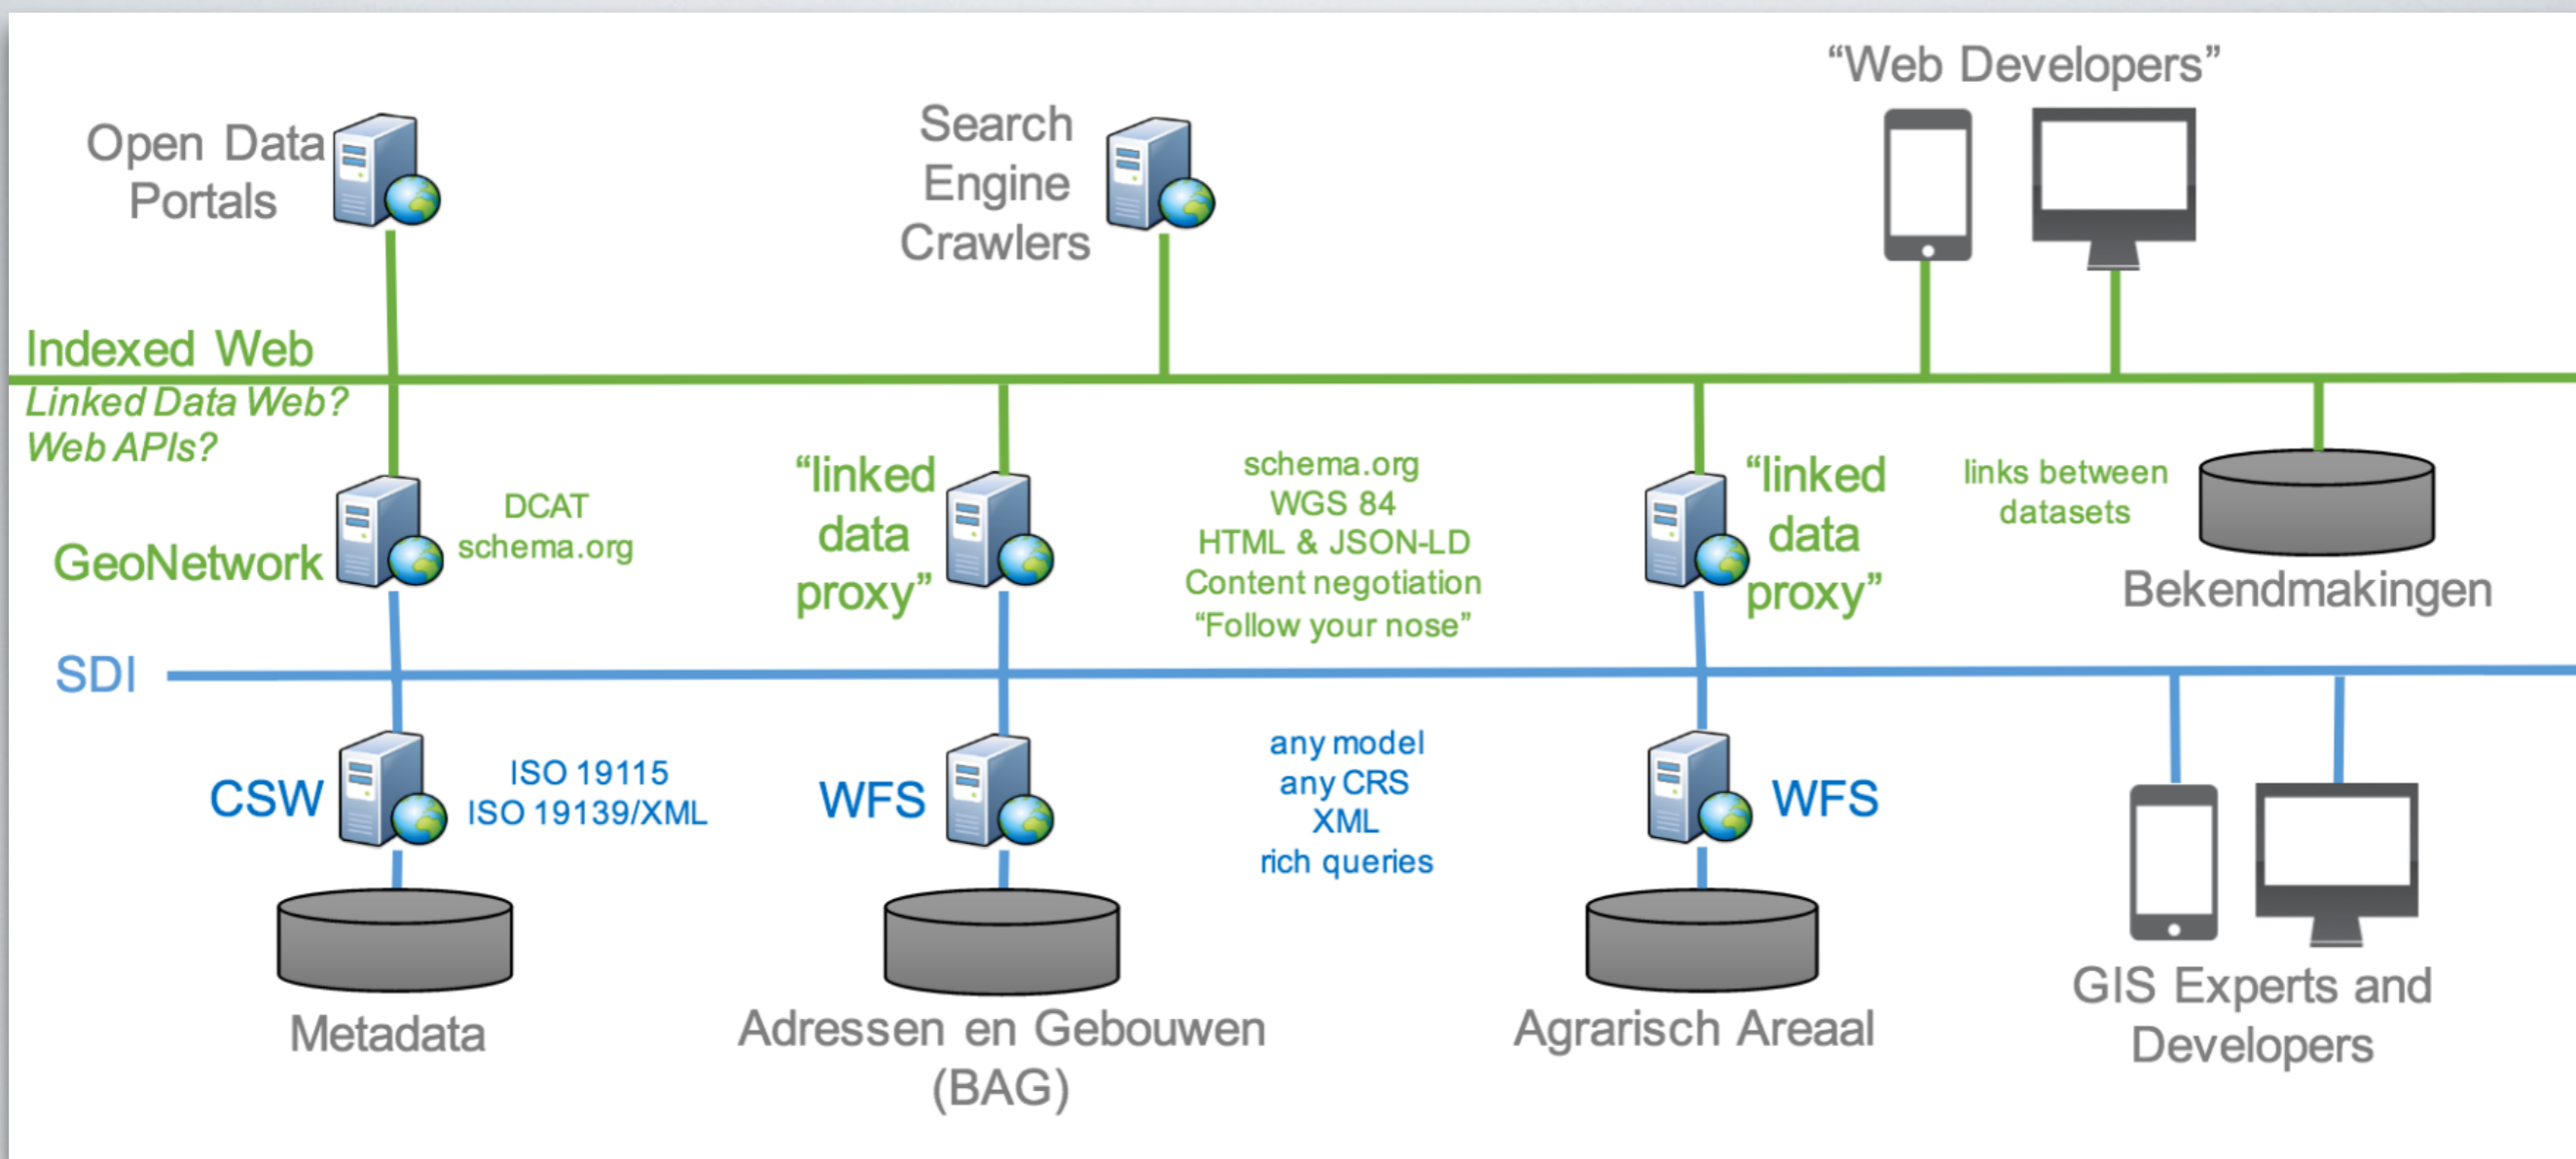 “Web Developers”
Open Data
Portals
Search
Engine
Crawlers
Indexed Web
Linked Data Web?
Web APIs?
GeoNetwork
DCAT
schema.org
“linked
data
proxy”
schema.org
WGS 84
HTML & JSON-LD
Content negotiation
“Follow your nose”
“linked
data
proxy”
links between
datasets
Bekendmakingen
SDI
CSW
ISO 19115
ISO 19139/XML
WFS
any model
any CRS
XML
rich queries
WFS
Metadata
Adressen en Gebouwen
(BAG)
Agrarisch Areaal
GIS Experts and
Developers